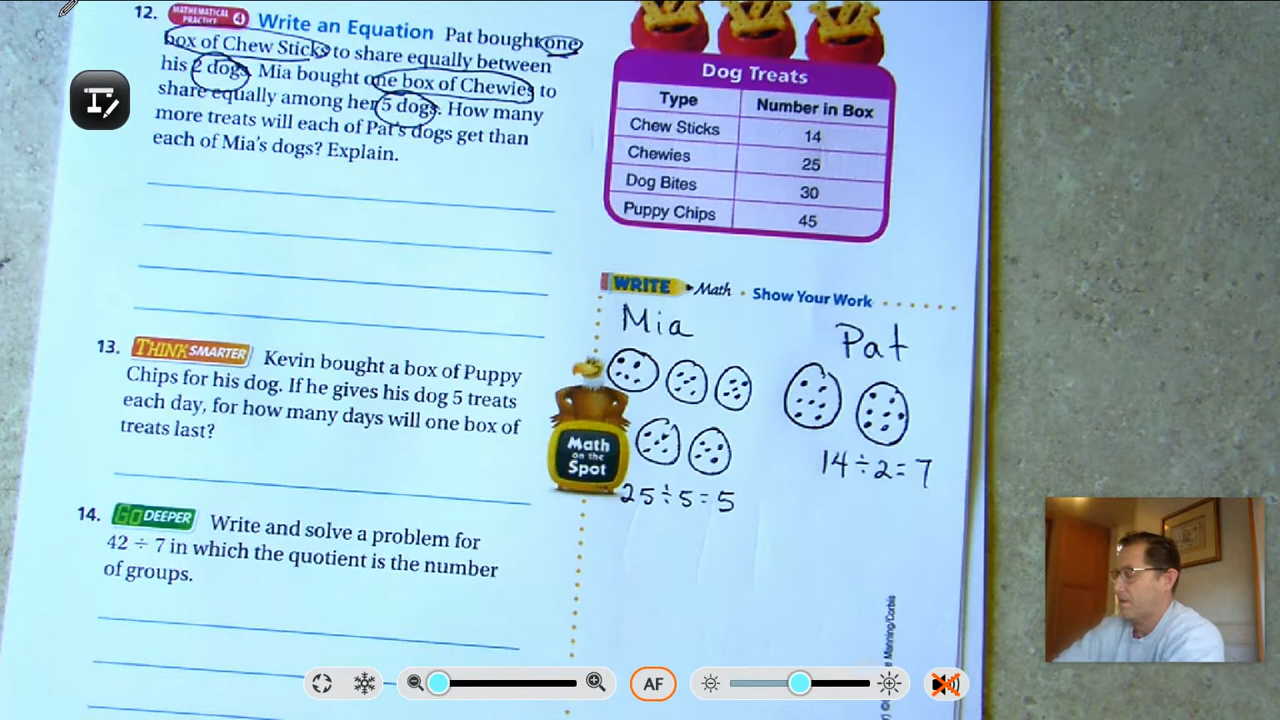 12. MATHEMATICAL PRACTICE 4 Write an Equation Pat bought one
box of Chew Sticks to share equally between
his 2 dogs. Mia bought one box of Chewies to
share equally among her 5 dogs. How many
more treats will each of Pat's dogs get than
each of Mia's dogs? Explain.
Dog Treats
Type Number in Box
Chew Sticks 14
Chewies 25
Dog Bites 30
Puppy Chips 45
WRITE Math • Show Your Work
Mia
Pat
14 ÷ 2 = 7
25 ÷ 5 = 5
Math
on the
Spot
13. THINK SMARTER Kevin bought a box of Puppy
Chips for his dog. If he gives his dog 5 treats
each day, for how many days will one box of
treats last?
14. GO DEEPER Write and solve a problem for
42 ÷ 7 in which the quotient is the number
of groups.
Manning/Corbis
AF